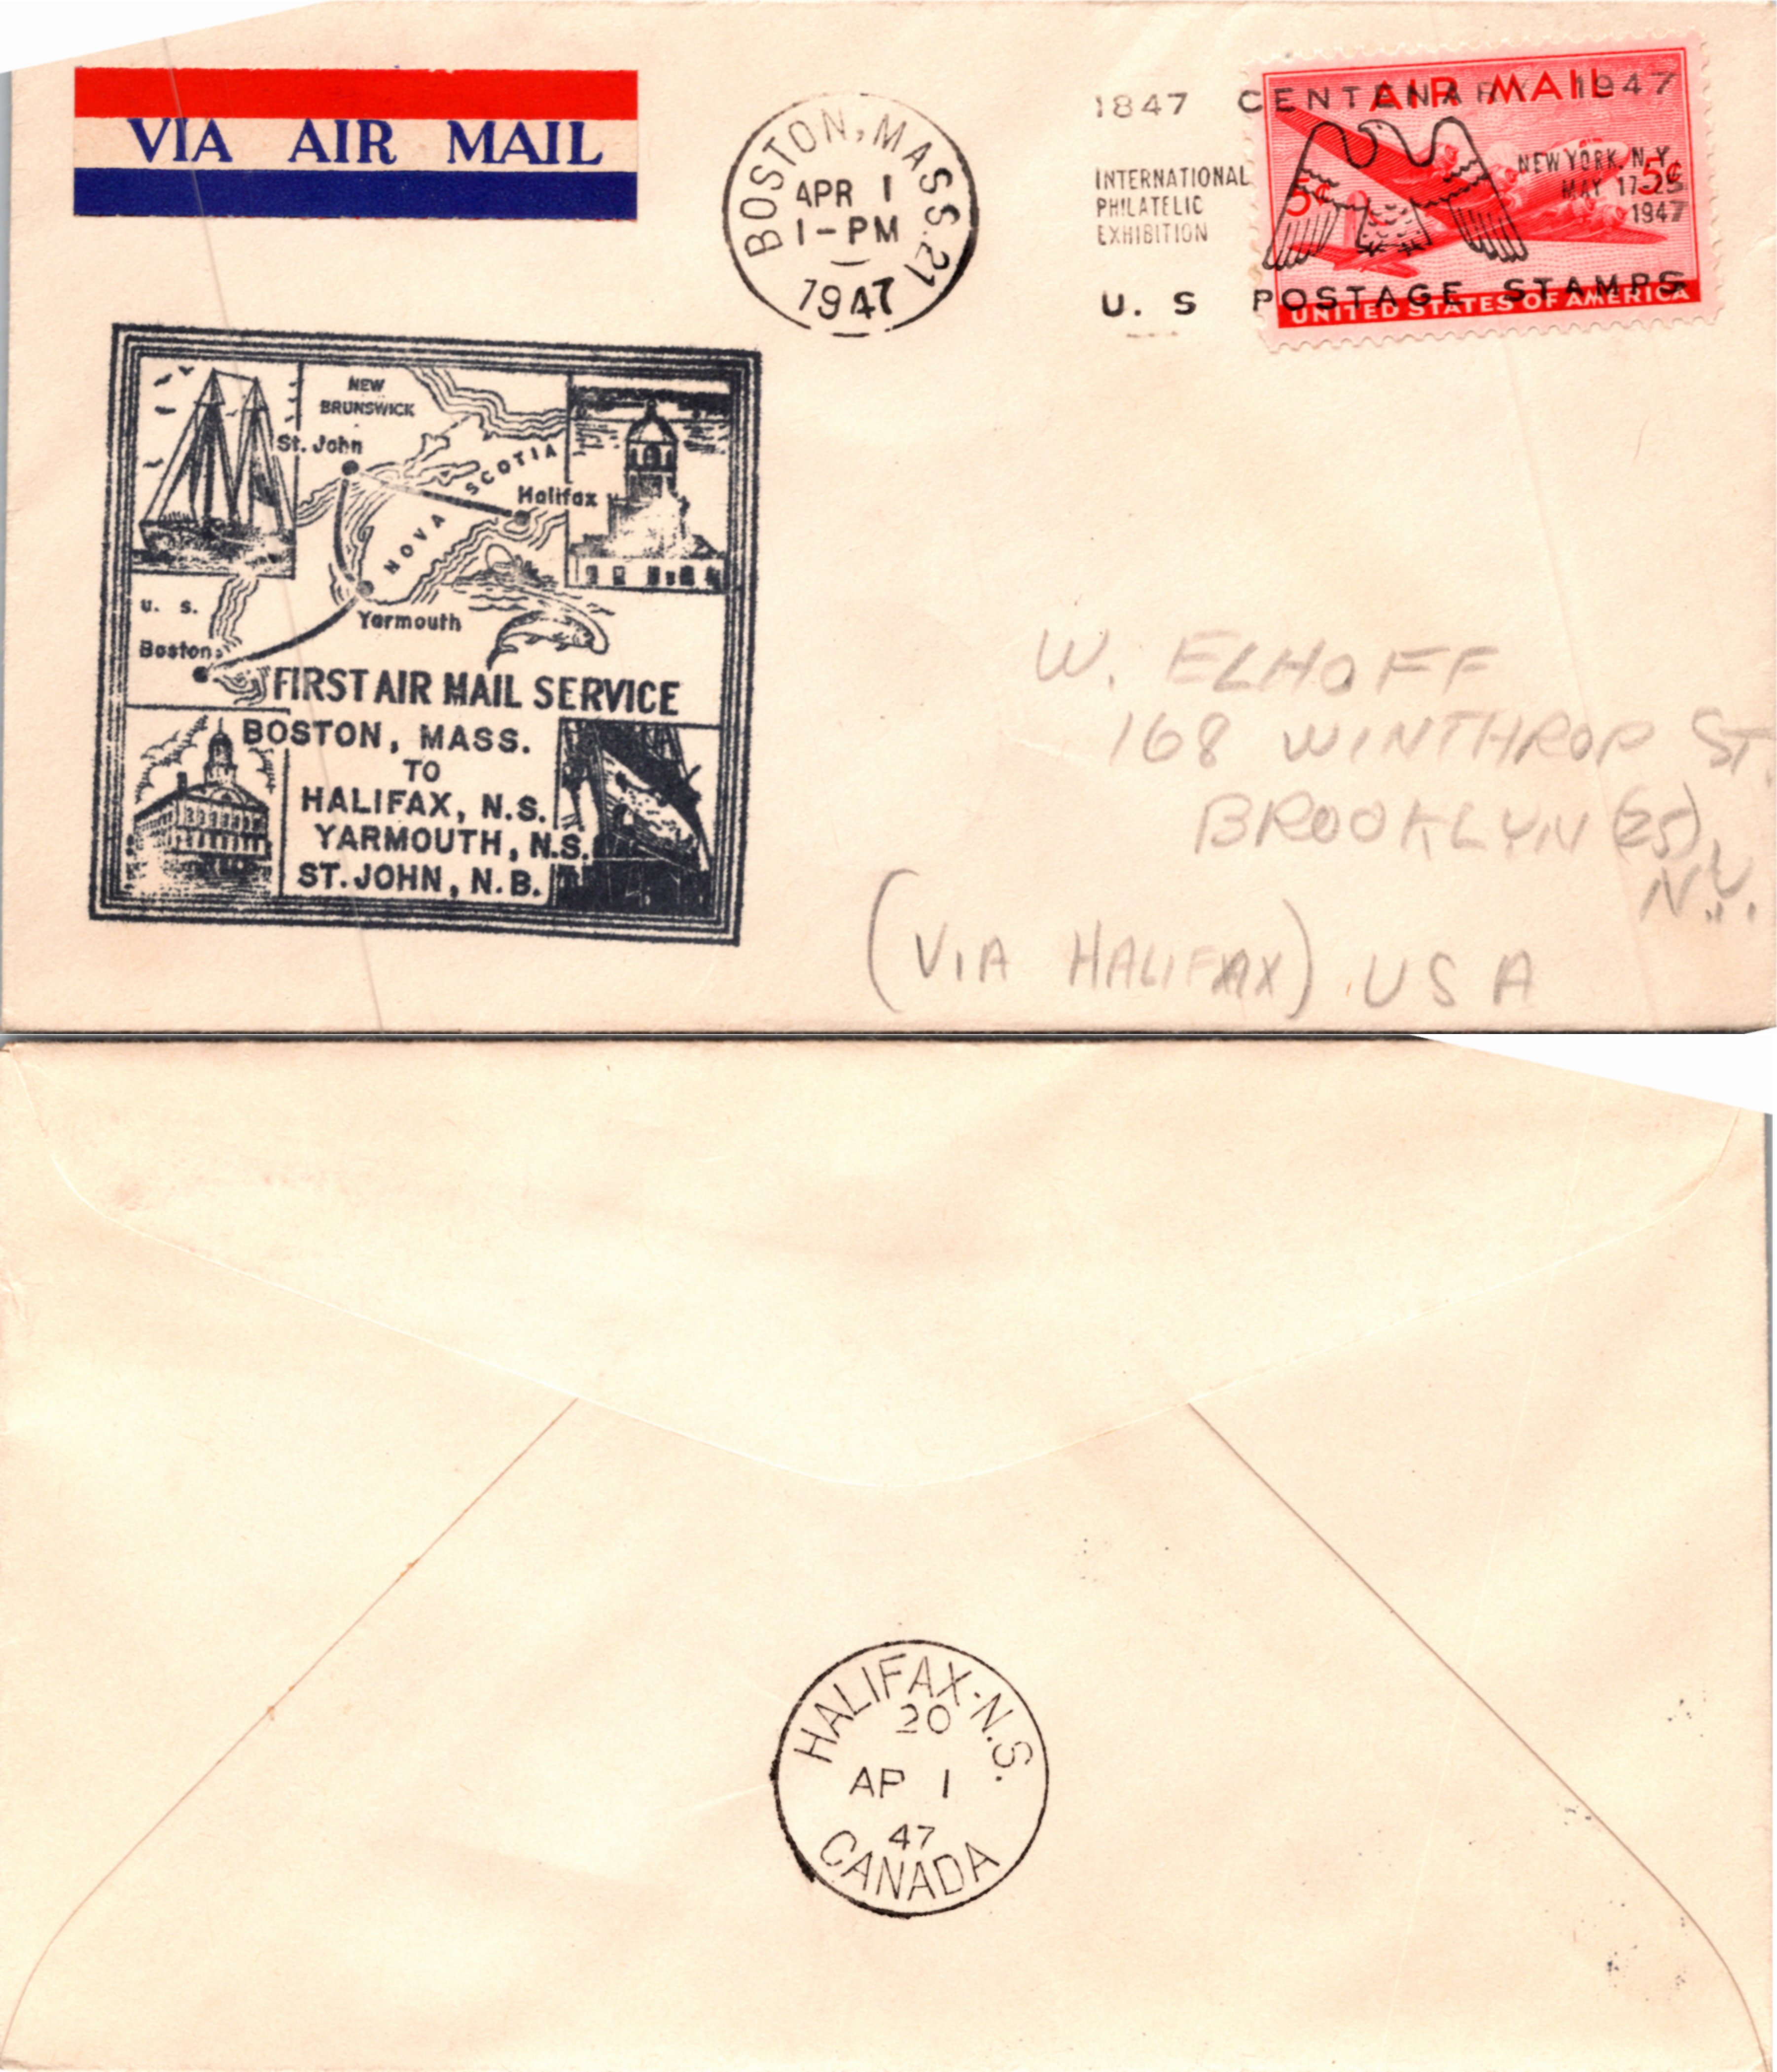 VIA AIR MAIL
BOSTON, MASS. 21
APR 1
1-PM
1947
1847 CENTENARY 1947
INTERNATIONAL
PHILATELIC
EXHIBITION
NEW YORK, N.Y.
MAY 17-25
1947
U. S POSTAGE STAMPS
AIR MAIL
5¢ 5¢
UNITED STATES OF AMERICA
NEW
BRUNSWICK
St. John
NOVA SCOTIA
Halifax
U. S.
Yarmouth
Boston
FIRST AIR MAIL SERVICE
BOSTON, MASS.
TO
HALIFAX, N.S.
YARMOUTH, N.S.
ST. JOHN, N.B.
W. ELHOFF
168 WINTHROP ST.
BROOKLYN (25)
N.Y.
(VIA HALIFAX) USA
HALIFAX·N.S.
20
AP 1
47
CANADA